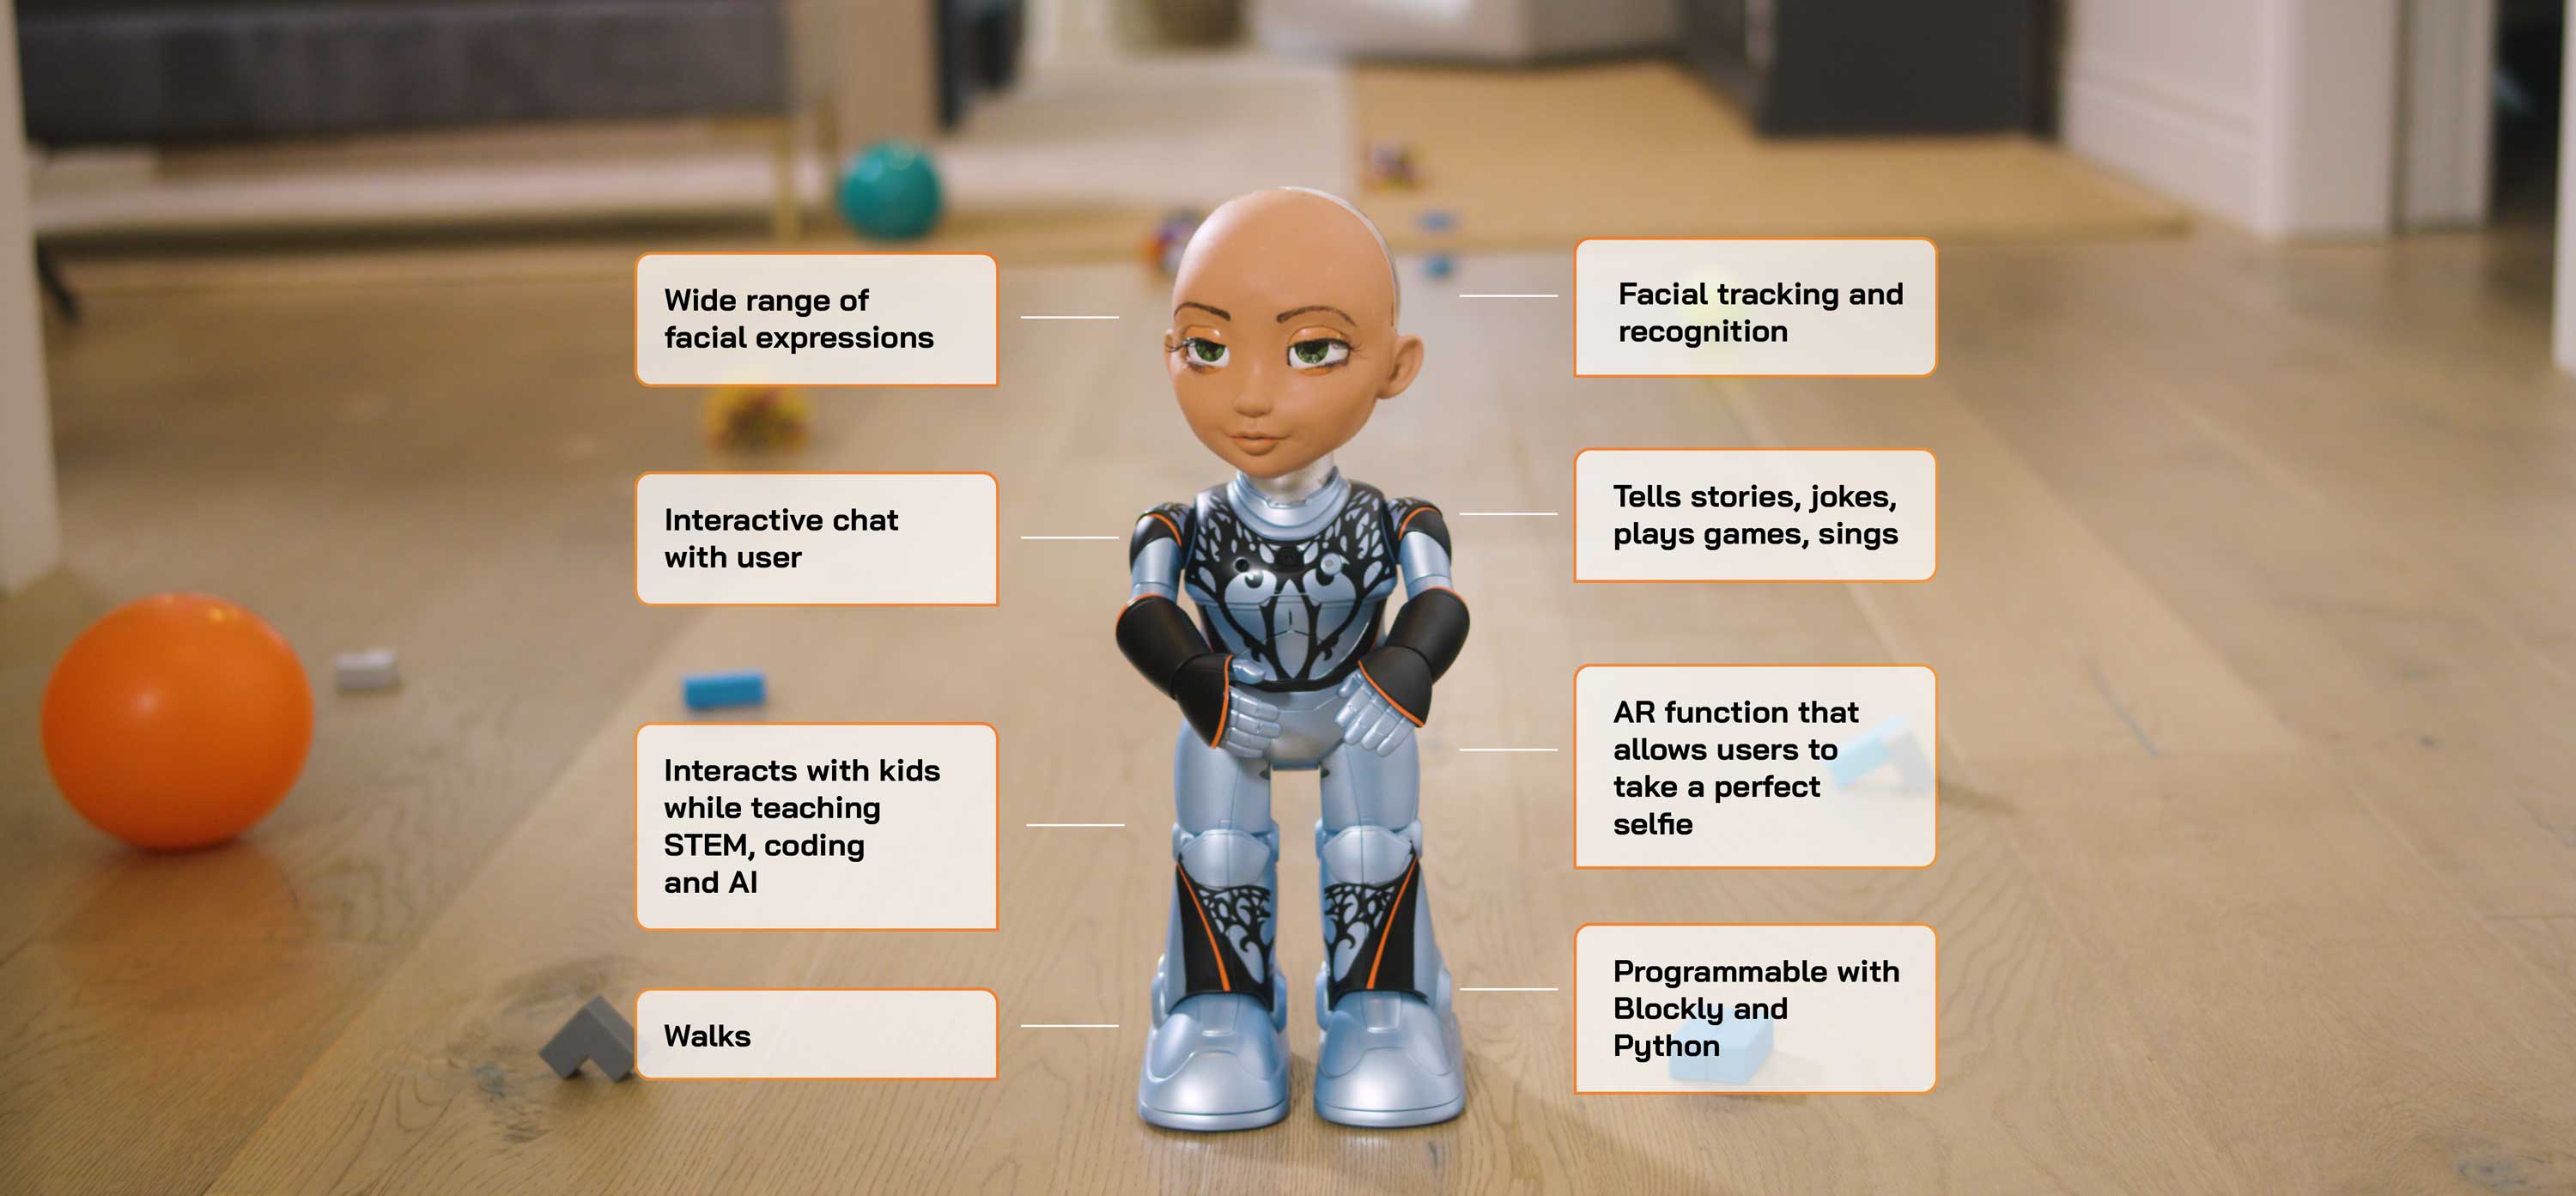 Wide range of
facial expressions
Interactive chat
with user
Interacts with kids
while teaching
STEM, coding
and AI
Walks
Facial tracking and
recognition
Tells stories, jokes,
plays games, sings
AR function that
allows users to
take a perfect
selfie
Programmable with
Blockly and
Python